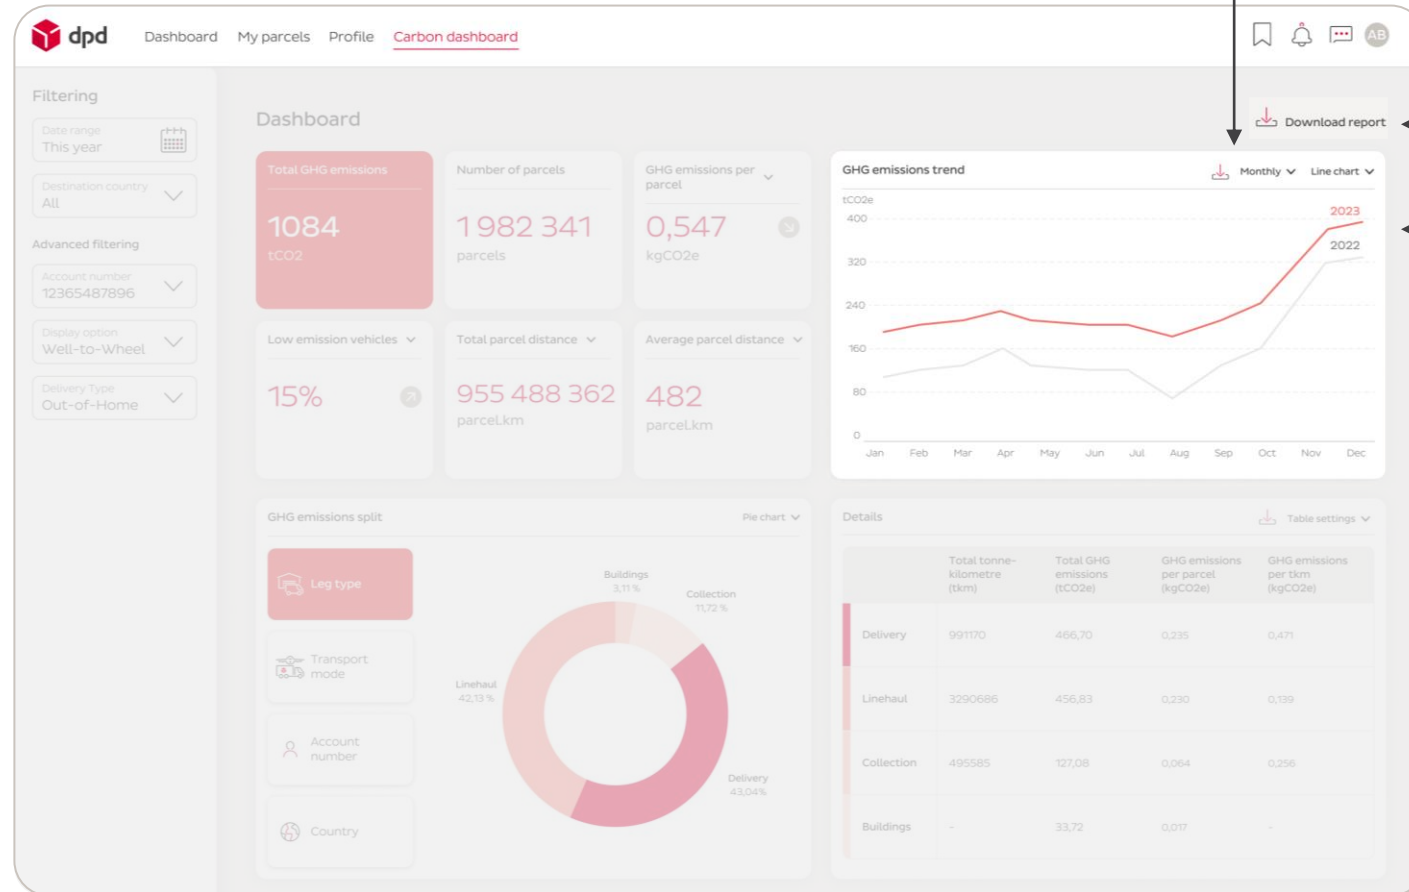 dpd
Dashboard My parcels Profile Carbon dashboard
AB
Filtering
Date range
This year
Destination country
All
Advanced filtering
Account number
12365487896
Display option
Well-to-Wheel
Delivery Type
Out-of-Home
Dashboard
Download report
Total GHG emissions
1084
tCO2
Number of parcels
1 982 341
parcels
GHG emissions per
parcel
0,547
kgCO2e
Low emission vehicles
15%
Total parcel distance
955 488 362
parcel.km
Average parcel distance
482
parcel.km
GHG emissions trend
Monthly
Line chart
tCO2e
400
320
240
160
80
0
2023
2022
Jan Feb Mar Apr May Jun Jul Aug Sep Oct Nov Dec
GHG emissions split
Pie chart
Leg type
Transport
mode
Account
number
Country
Buildings
3,11 %
Collection
11,72 %
Linehaul
42,13 %
Delivery
43,04%
Details
Table settings
Total tonne-
kilometre
(tkm)
Total GHG
emissions
(tCO2e)
GHG emissions
per parcel
(kgCO2e)
GHG emissions
per tkm
(kgCO2e)
Delivery 991170 466,70 0,235 0,471
Linehaul 3290686 456,83 0,230 0,139
Collection 495585 127,08 0,064 0,256
Buildings - 33,72 0,017 -